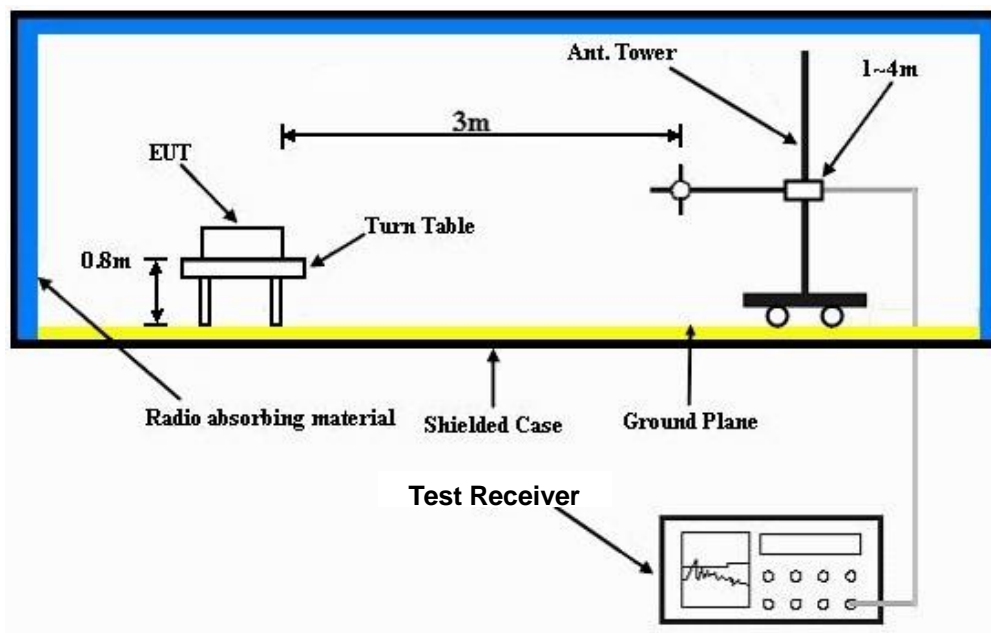 Ant. Tower
1~4m
3m
EUT
Turn Table
0.8m
Radio absorbing material
Shielded Case
Ground Plane
Test Receiver